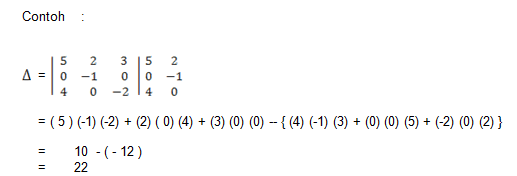 Contoh :
5 2 3 5 2
Δ = 0 −1 0 0 −1
4 0 −2 4 0
= ( 5 ) (-1) (-2) + (2) ( 0) (4) + (3) (0) (0) -- { (4) (-1) (3) + (0) (0) (5) + (-2) (0) (2) }
= 10 - ( - 12 )
= 22